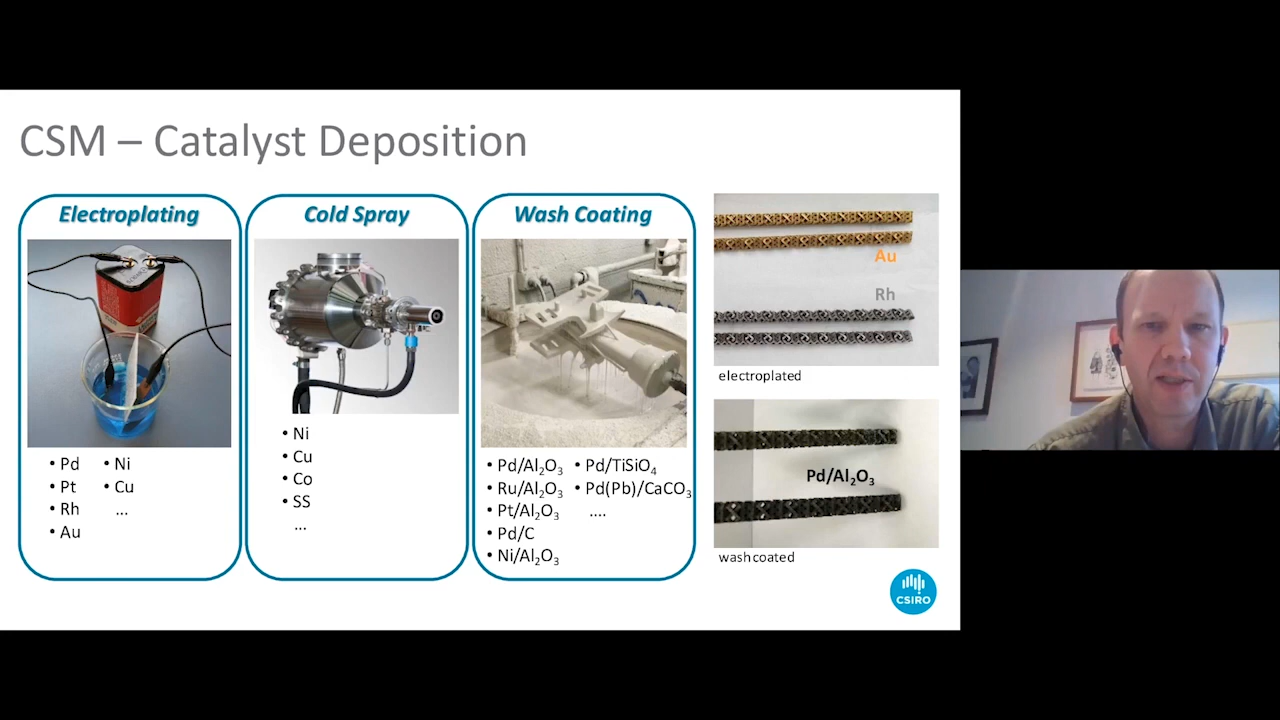 CSM – Catalyst Deposition
Electroplating
• Pd
• Pt
• Rh
• Au
• Ni
• Cu
...
Cold Spray
• Ni
• Cu
• Co
• SS
...
Wash Coating
• Pd/Al₂O₃
• Ru/Al₂O₃
• Pt/Al₂O₃
• Pd/C
• Ni/Al₂O₃
• Pd/TiSiO₄
• Pd(Pb)/CaCO₃
....
Au
Rh
electroplated
Pd/Al₂O₃
washcoated
CSIRO